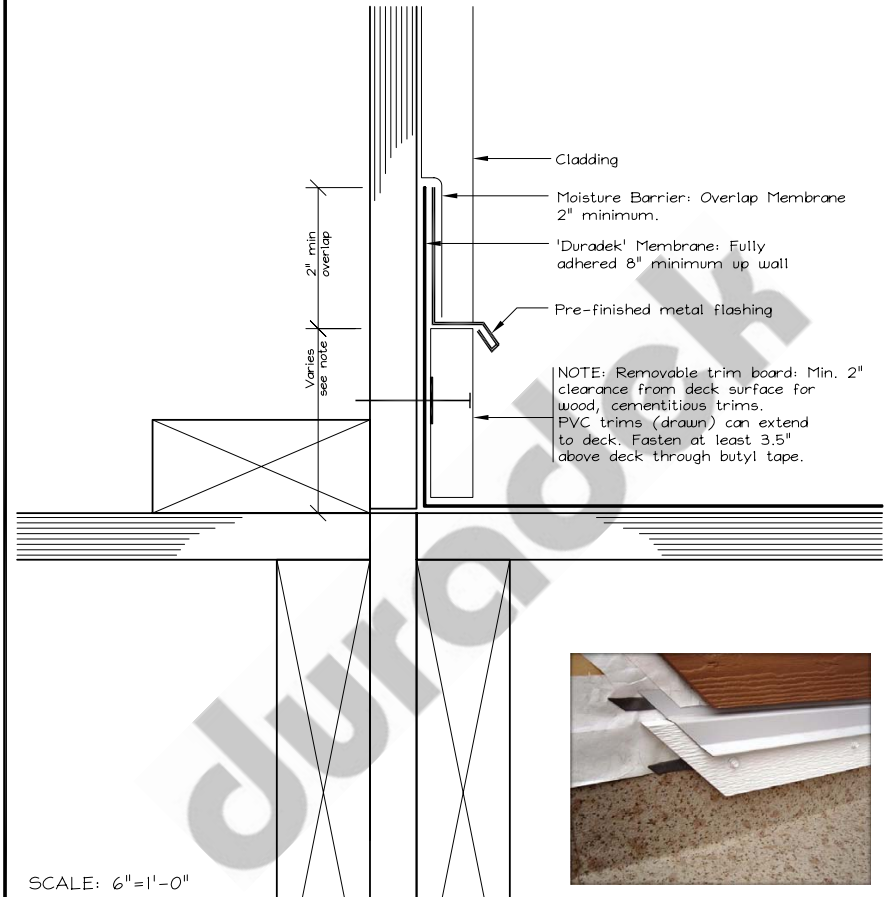 Cladding
Moisture Barrier: Overlap Membrane
2" minimum.
'Duradek' Membrane: Fully
adhered 8" minimum up wall
Pre-finished metal flashing
NOTE: Removable trim board: Min. 2"
clearance from deck surface for
wood, cementitious trims.
PVC trims (drawn) can extend
to deck. Fasten at least 3.5"
above deck through butyl tape.
2" min
overlap
Varies
see note
duradek
SCALE: 6"=1'-0"